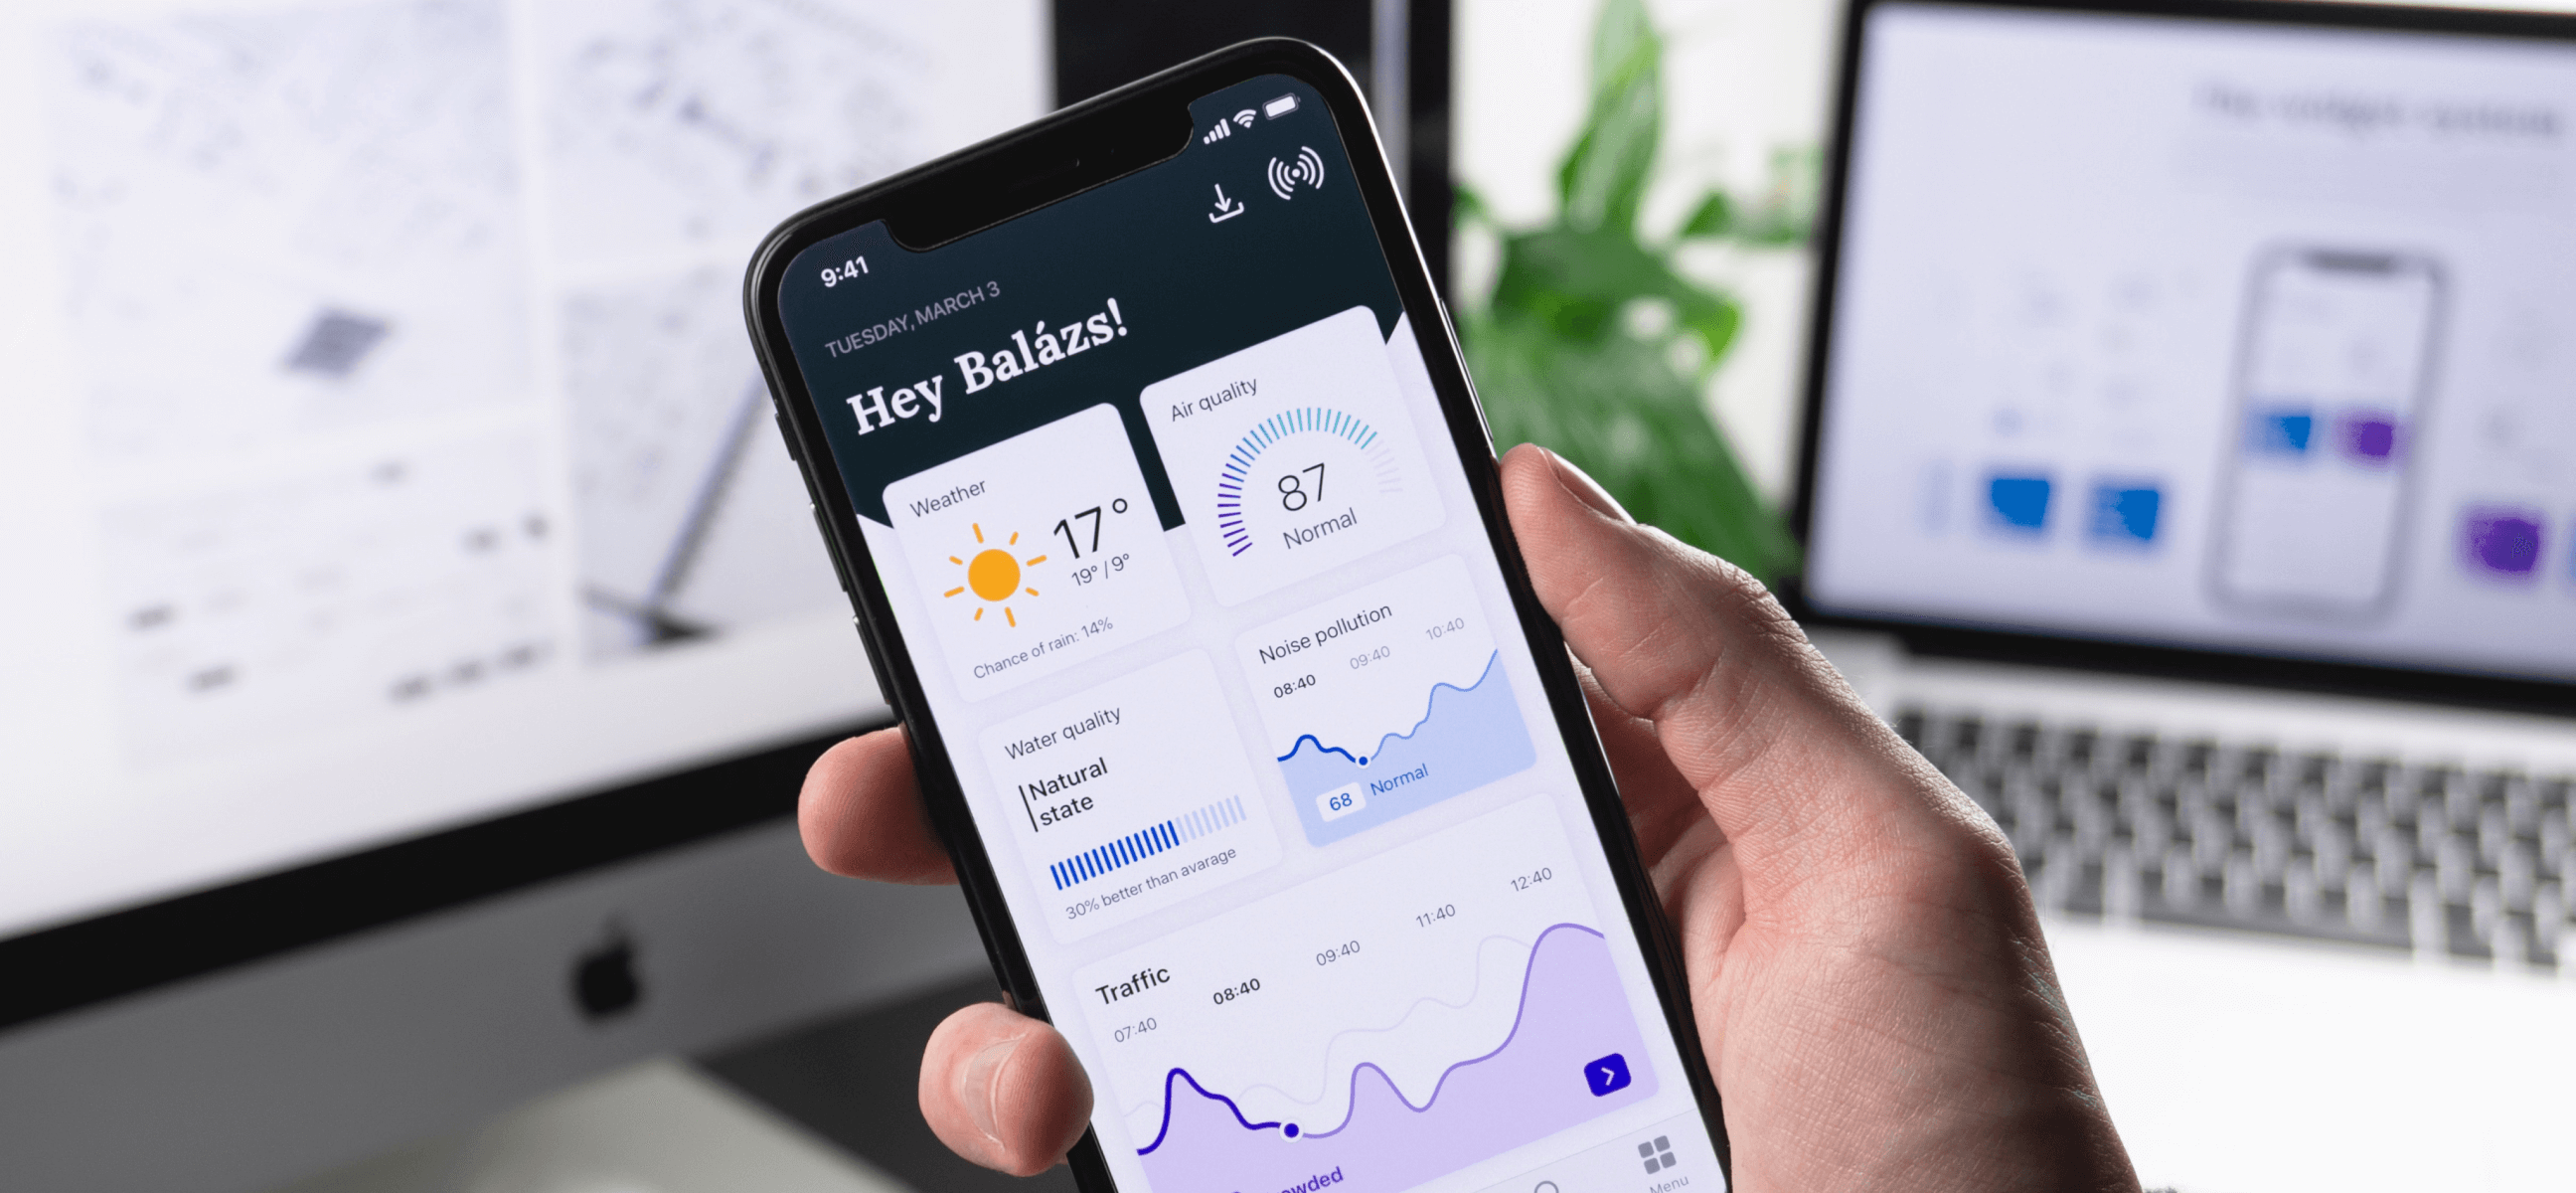 9:41
TUESDAY, MARCH 3
Hey Balázs!
Weather
17°
19° / 9°
Chance of rain: 14%
Air quality
87
Normal
Water quality
Natural
state
30% better than avarage
Noise pollution
08:40 09:40 10:40
68 Normal
Traffic
07:40 08:40 09:40 11:40 12:40
Menu